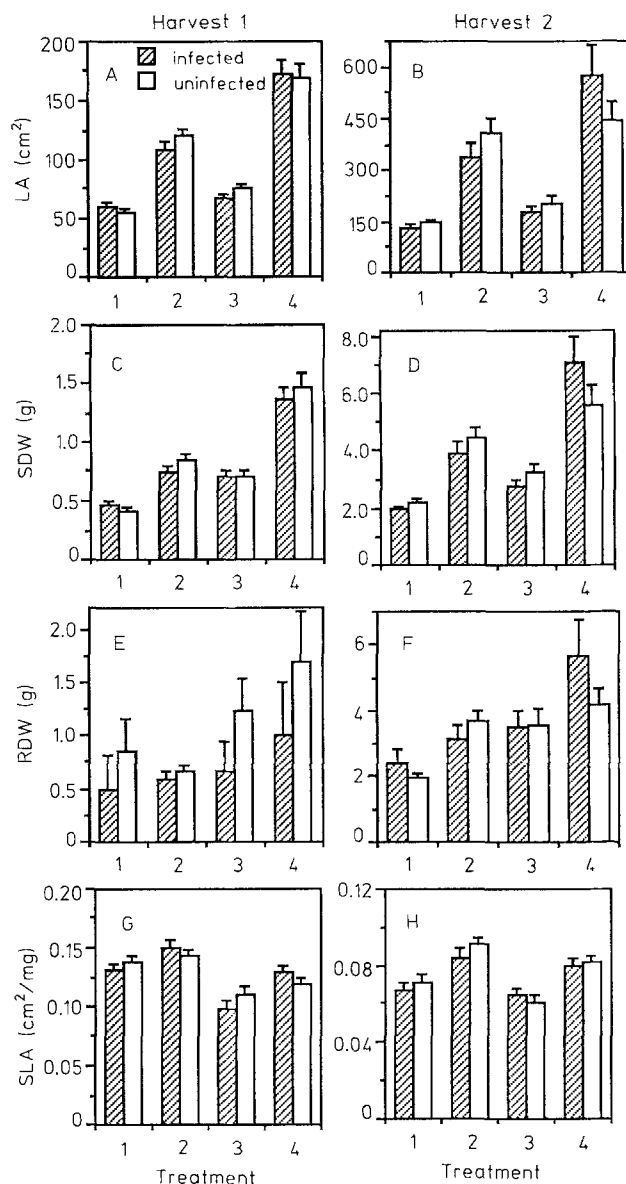 Harvest 1
Harvest 2
LA (cm²)
200
150
100
50
0
A
infected
uninfected
1 2 3 4
600
450
300
150
0
B
1 2 3 4
SDW (g)
2.0
1.5
1.0
0.5
0
C
1 2 3 4
8.0
6.0
4.0
2.0
0
D
1 2 3 4
RDW (g)
2.0
1.5
1.0
0.5
0
E
1 2 3 4
6
4
2
0
F
1 2 3 4
SLA (cm²/mg)
0.20
0.15
0.10
0.05
0
G
1 2 3 4
Treatment
0.12
0.08
0.04
0
H
1 2 3 4
Treatment